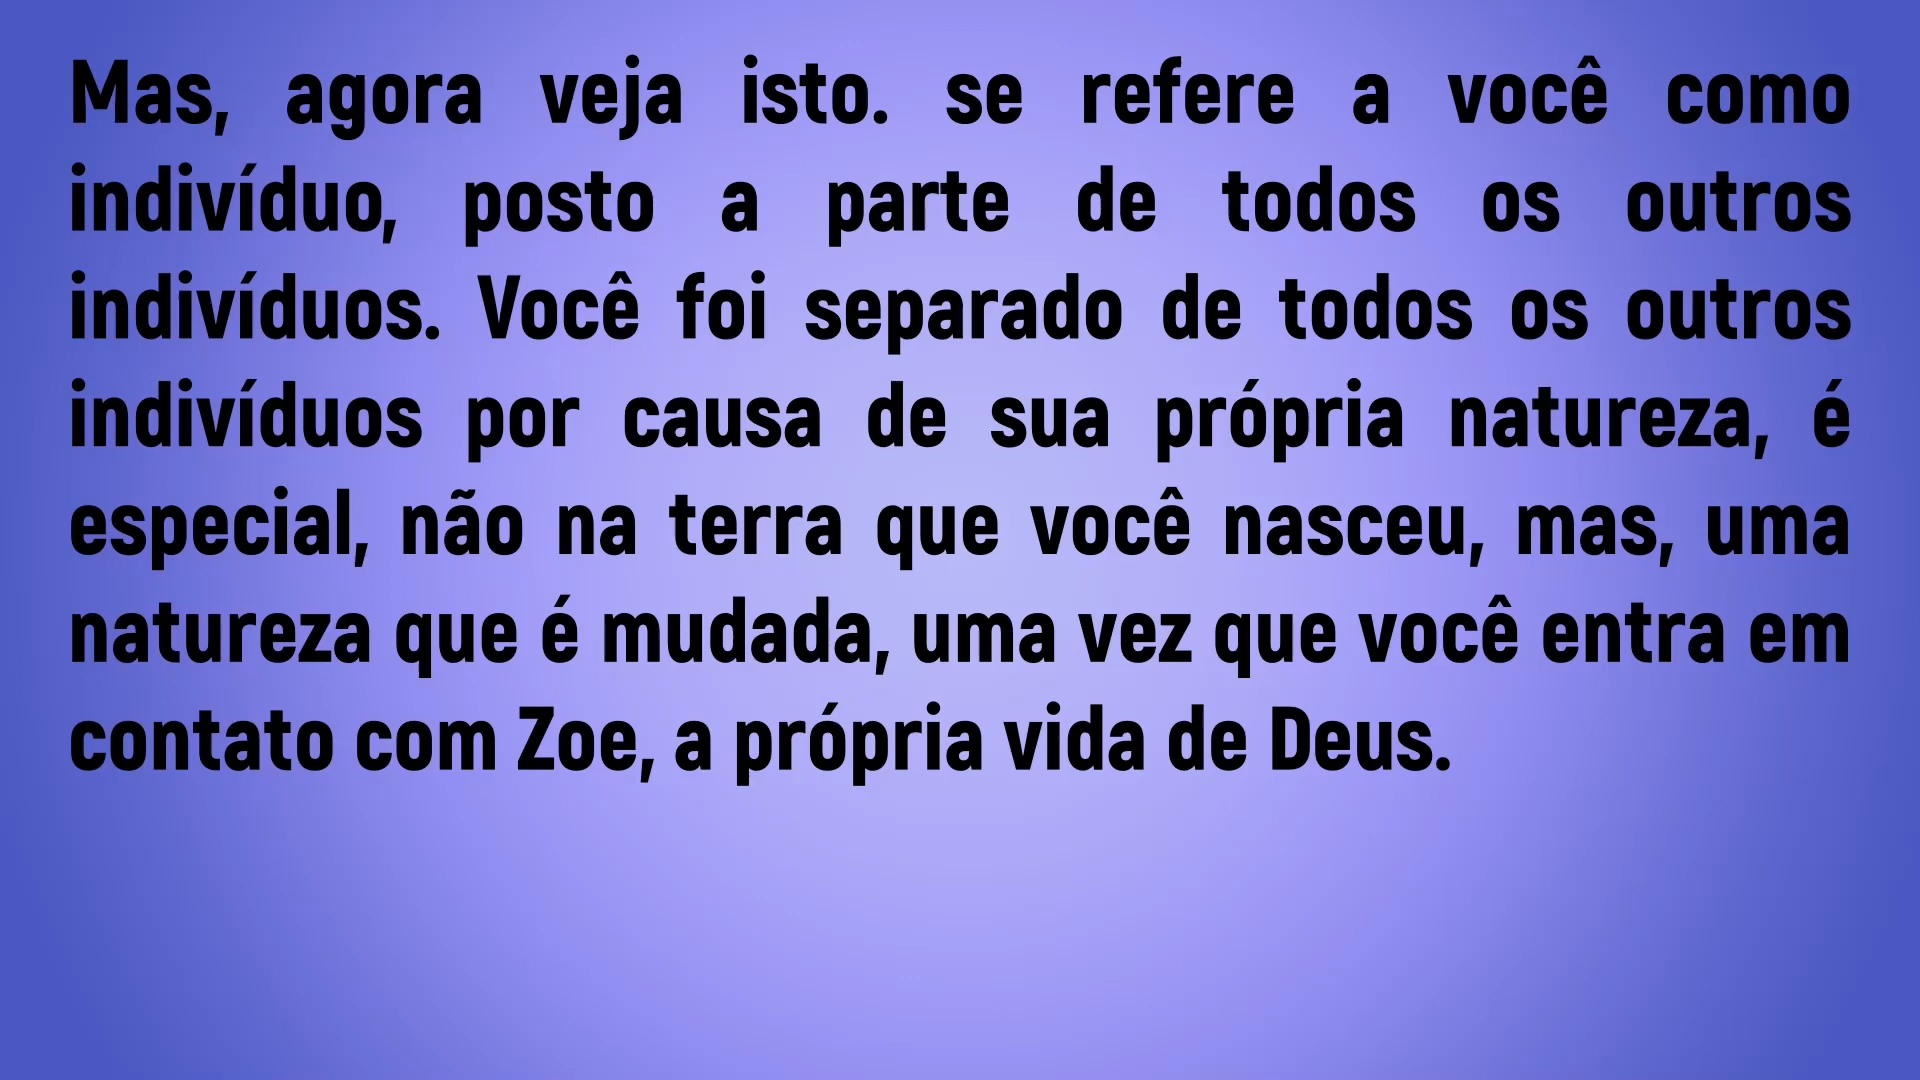 Mas, agora veja isto. se refere a você como
indivíduo, posto a parte de todos os outros
indivíduos. Você foi separado de todos os outros
indivíduos por causa de sua própria natureza, é
especial, não na terra que você nasceu, mas, uma
natureza que é mudada, uma vez que você entra em
contato com Zoe, a própria vida de Deus.